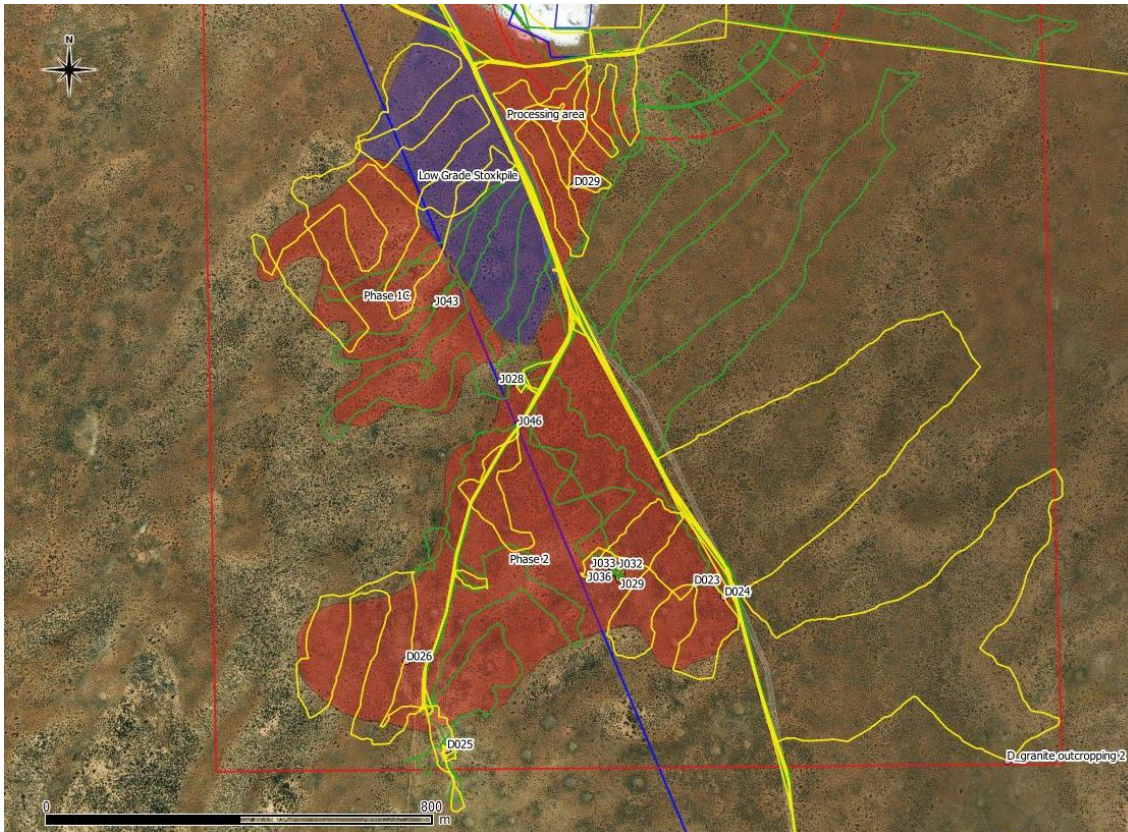 N
Processing area
Low Grade Stoxkpile
D029
Phase 1C
J043
J028
J046
Phase 2
J033
J032
J036
J029
D023
D024
D026
D025
D_granite outcropping 2
0
800
m